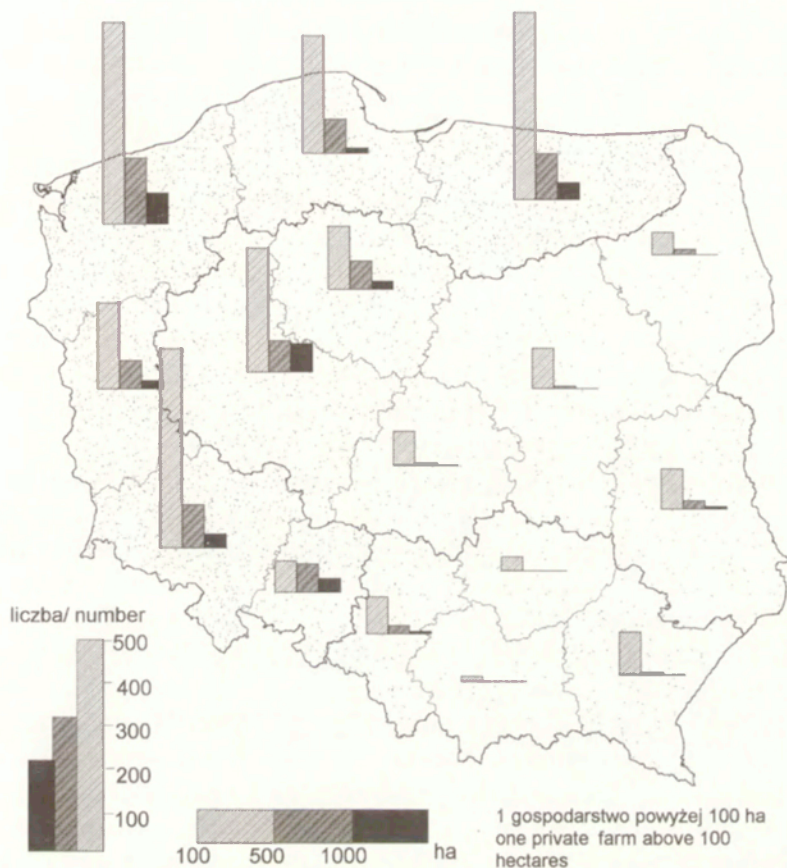 liczba/ number
500
400
300
200
100
100 500 1000 ha
1 gospodarstwo powyżej 100 ha
one private farm above 100
hectares